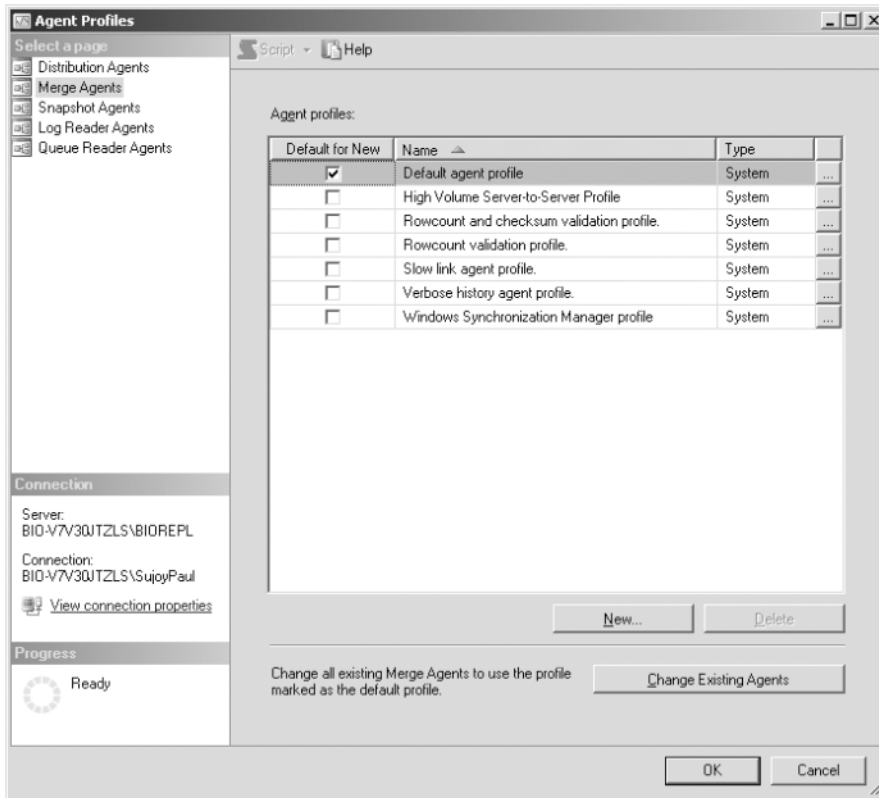 Agent Profiles
Select a page
Distribution Agents
Merge Agents
Snapshot Agents
Log Reader Agents
Queue Reader Agents
Script
Help
Agent profiles:
Default for New Name Type
Default agent profile System ...
High Volume Server-to-Server Profile System ...
Rowcount and checksum validation profile. System ...
Rowcount validation profile. System ...
Slow link agent profile. System ...
Verbose history agent profile. System ...
Windows Synchronization Manager profile System ...
New... Delete
Change all existing Merge Agents to use the profile
marked as the default profile.
Change Existing Agents
Connection
Server:
BIO-V7V30JTZLS\BIOREPL
Connection:
BIO-V7V30JTZLS\SujoyPaul
View connection properties
Progress
Ready
OK Cancel